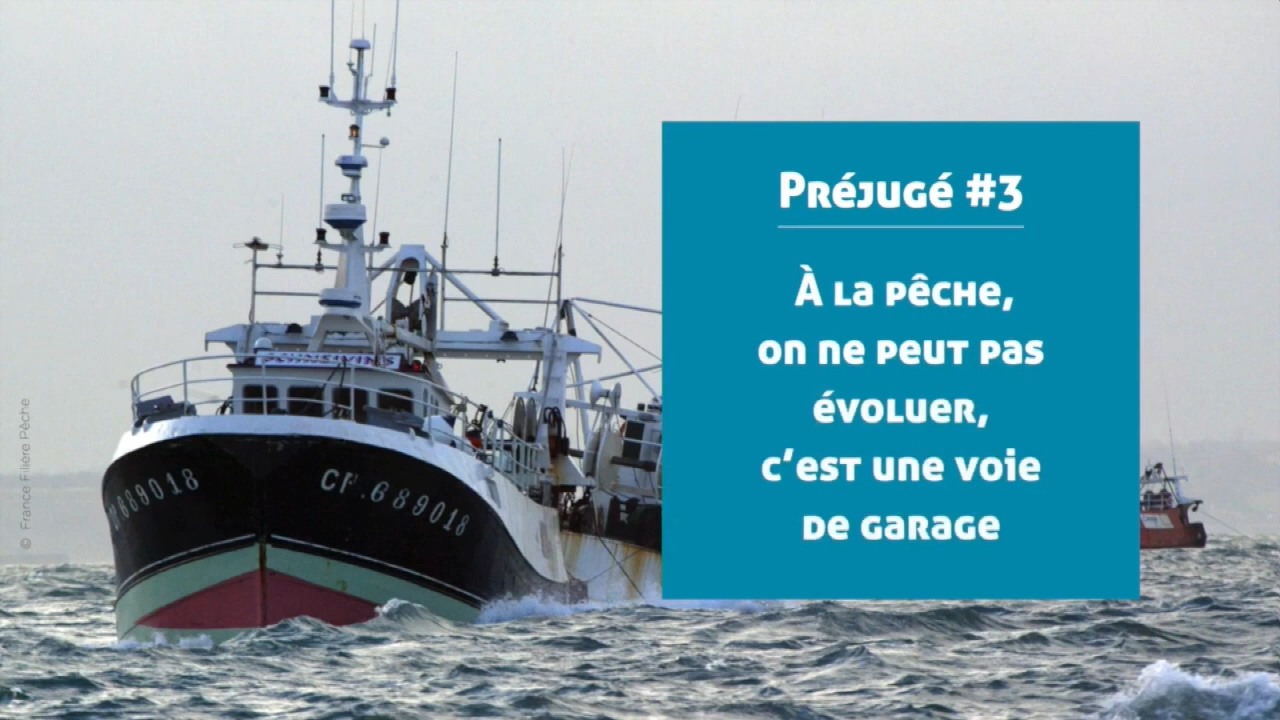 Préjugé #3
À la pêche,
on ne peut pas
évoluer,
c'est une voie
de garage
CF.689018
689018
© France Filière Pêche